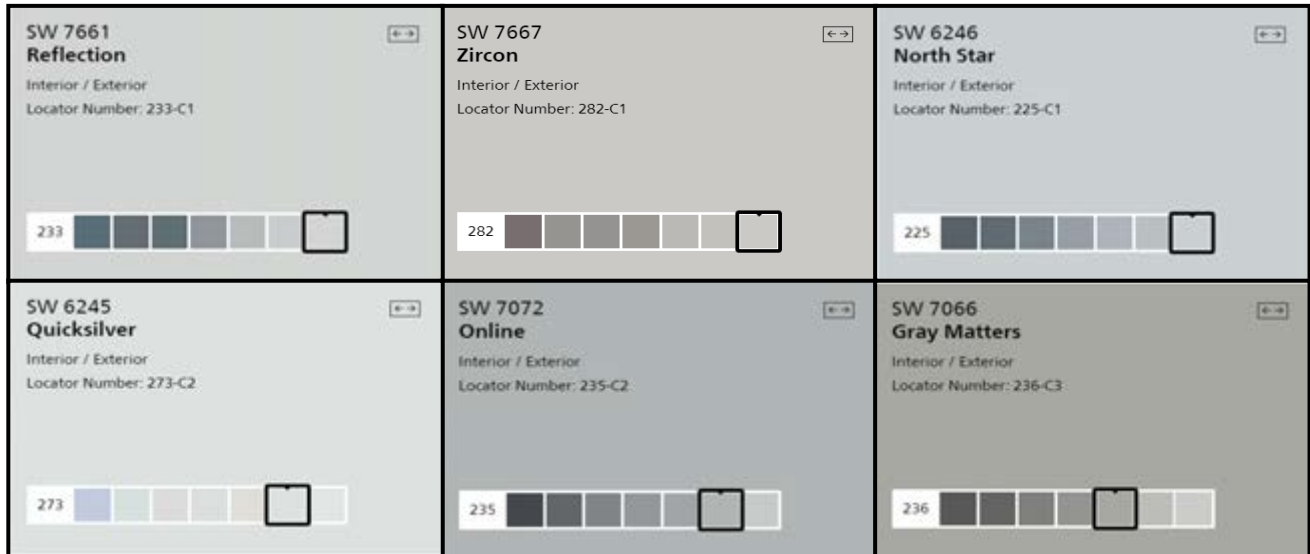 SW 7661
Reflection
Interior / Exterior
Locator Number: 233-C1
233
SW 7667
Zircon
Interior / Exterior
Locator Number: 282-C1
282
SW 6246
North Star
Interior / Exterior
Locator Number: 225-C1
225
SW 6245
Quicksilver
Interior / Exterior
Locator Number: 273-C2
273
SW 7072
Online
Interior / Exterior
Locator Number: 235-C2
235
SW 7066
Gray Matters
Interior / Exterior
Locator Number: 236-C3
236